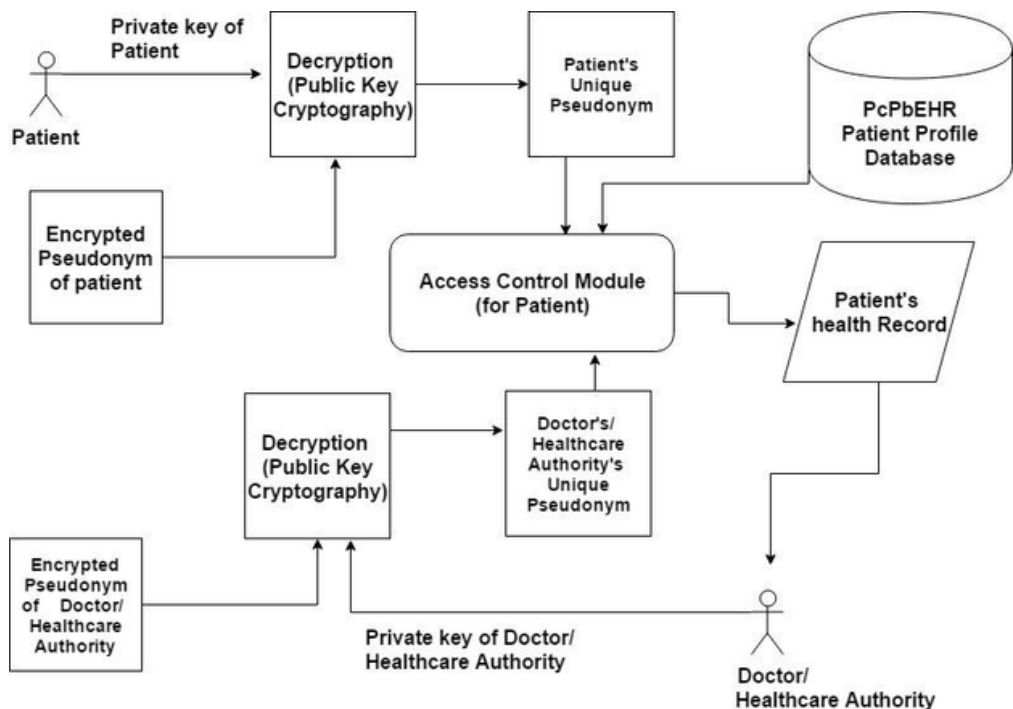 Private key of
Patient
Patient
Decryption
(Public Key
Cryptography)
Patient's
Unique
Pseudonym
PcPbEHR
Patient Profile
Database
Encrypted
Pseudonym
of patient
Access Control Module
(for Patient)
Patient's
health Record
Decryption
(Public Key
Cryptography)
Doctor's/
Healthcare
Authority's
Unique
Pseudonym
Encrypted
Pseudonym
of Doctor/
Healthcare
Authority
Private key of Doctor/
Healthcare Authority
Doctor/
Healthcare Authority